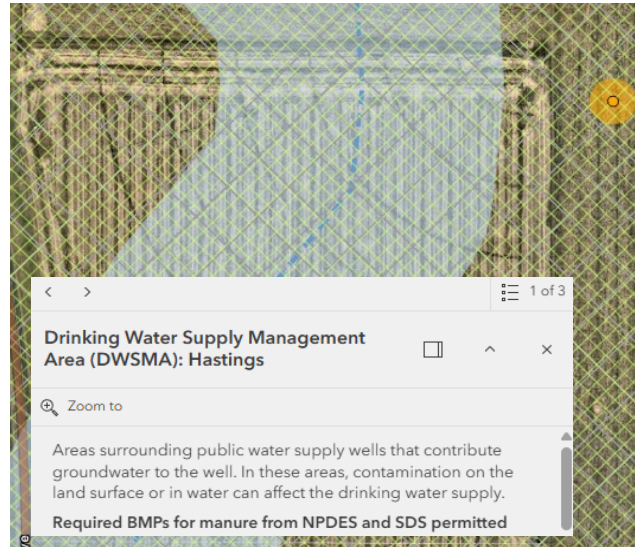 1 of 3
Drinking Water Supply Management
Area (DWSMA): Hastings
Zoom to
Areas surrounding public water supply wells that contribute
groundwater to the well. In these areas, contamination on the
land surface or in water can affect the drinking water supply.
Required BMPs for manure from NPDES and SDS permitted
ve